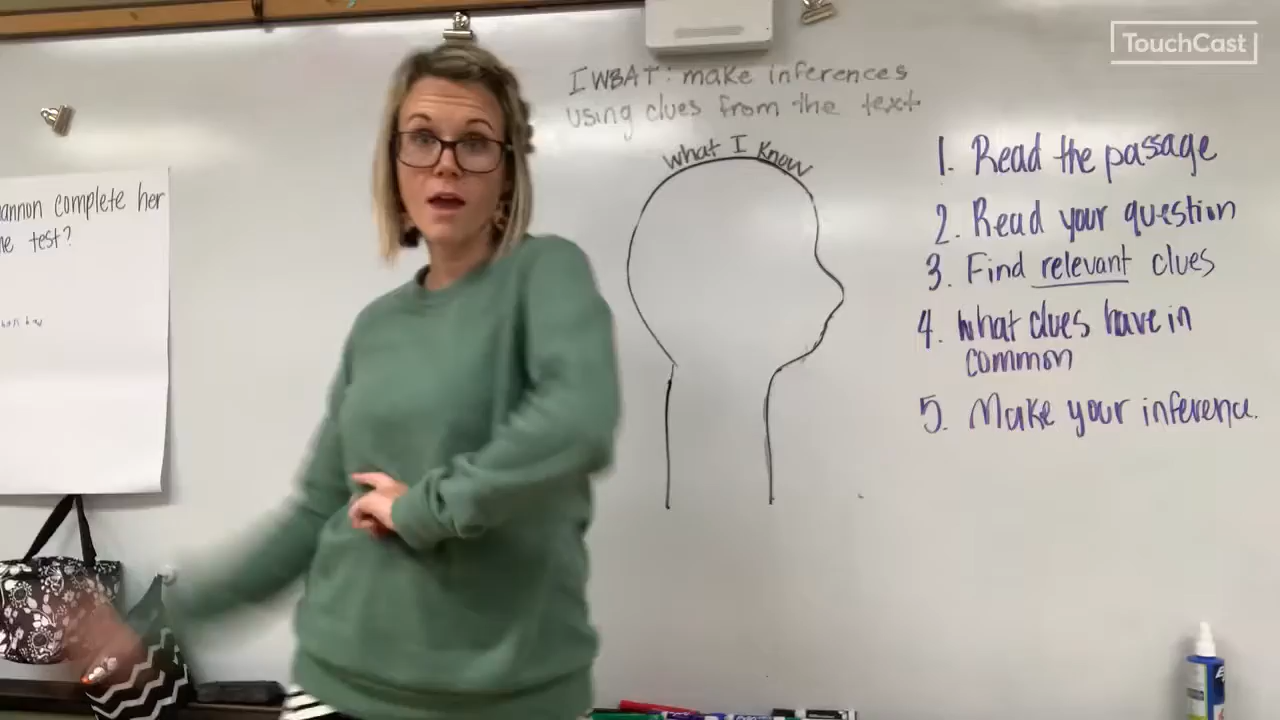 TouchCast
IWBAT: make inferences
using clues from the text
What I Know
annon complete her
e test?
1. Read the passage
2. Read your question
3. Find relevant clues
4. What clues have in
common
5. Make your inference.